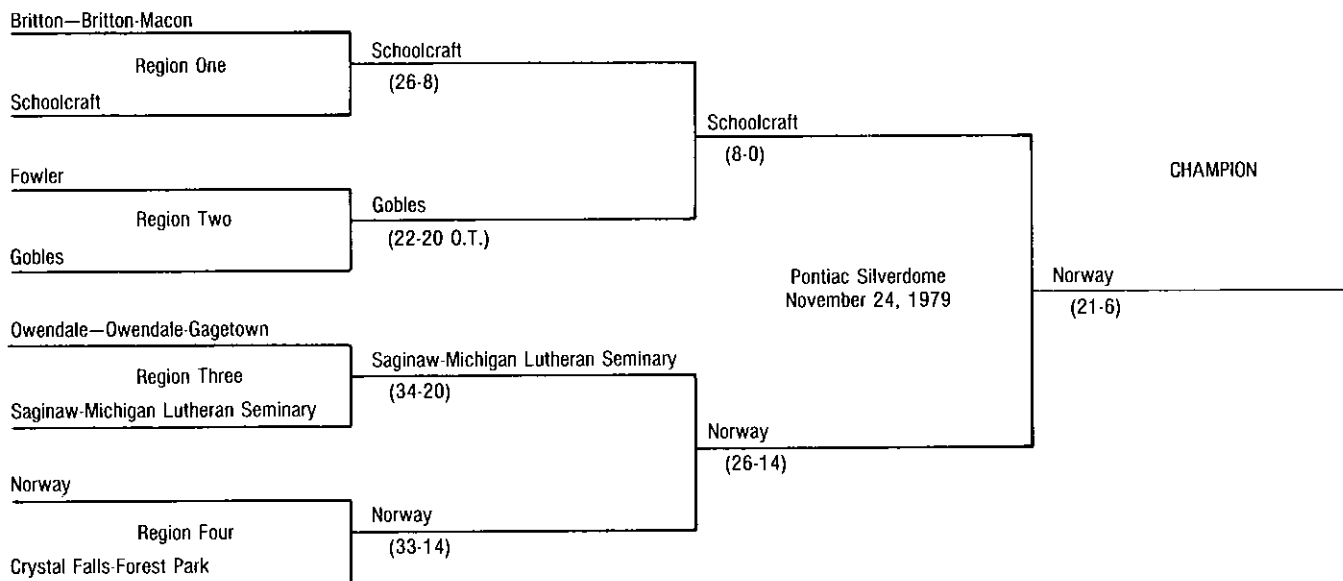 Britton—Britton-Macon
Region One
Schoolcraft
Schoolcraft
(26-8)
Fowler
Region Two
Gobles
Gobles
(22-20 O.T.)
Schoolcraft
(8-0)
Owendale—Owendale-Gagetown
Region Three
Saginaw-Michigan Lutheran Seminary
Saginaw-Michigan Lutheran Seminary
(34-20)
Norway
Region Four
Crystal Falls-Forest Park
Norway
(33-14)
Norway
(26-14)
Pontiac Silverdome
November 24, 1979
CHAMPION
Norway
(21-6)